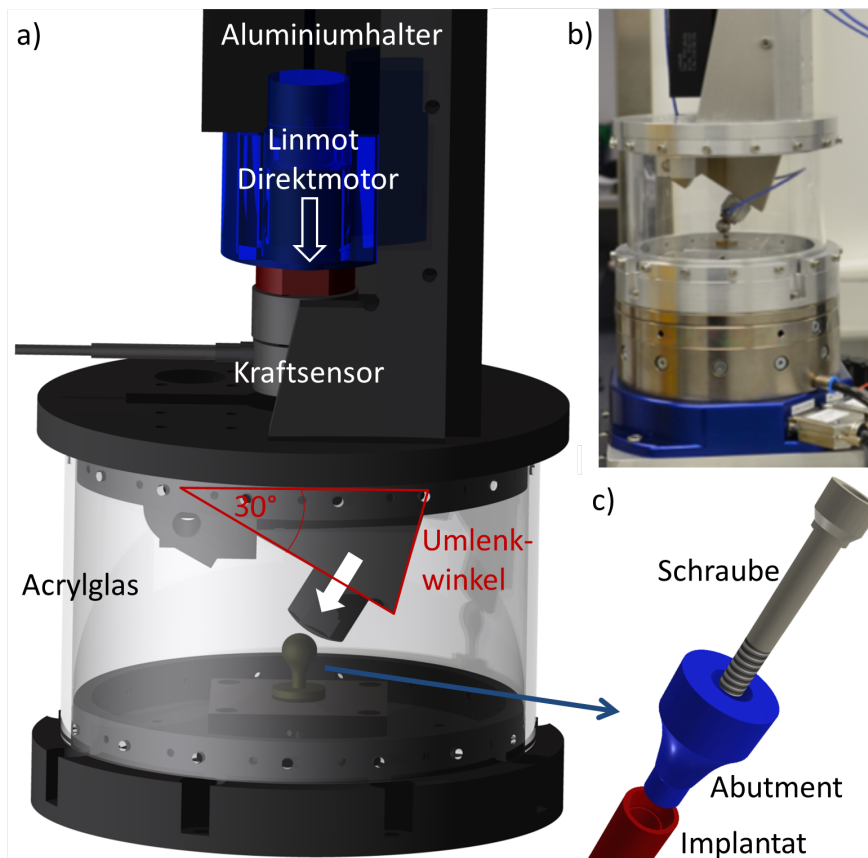 a)
Aluminiumhalter
Linmot
Direktmotor
Kraftsensor
30°
Umlenk-
winkel
Acrylglas
b)
c)
Schraube
Abutment
Implantat